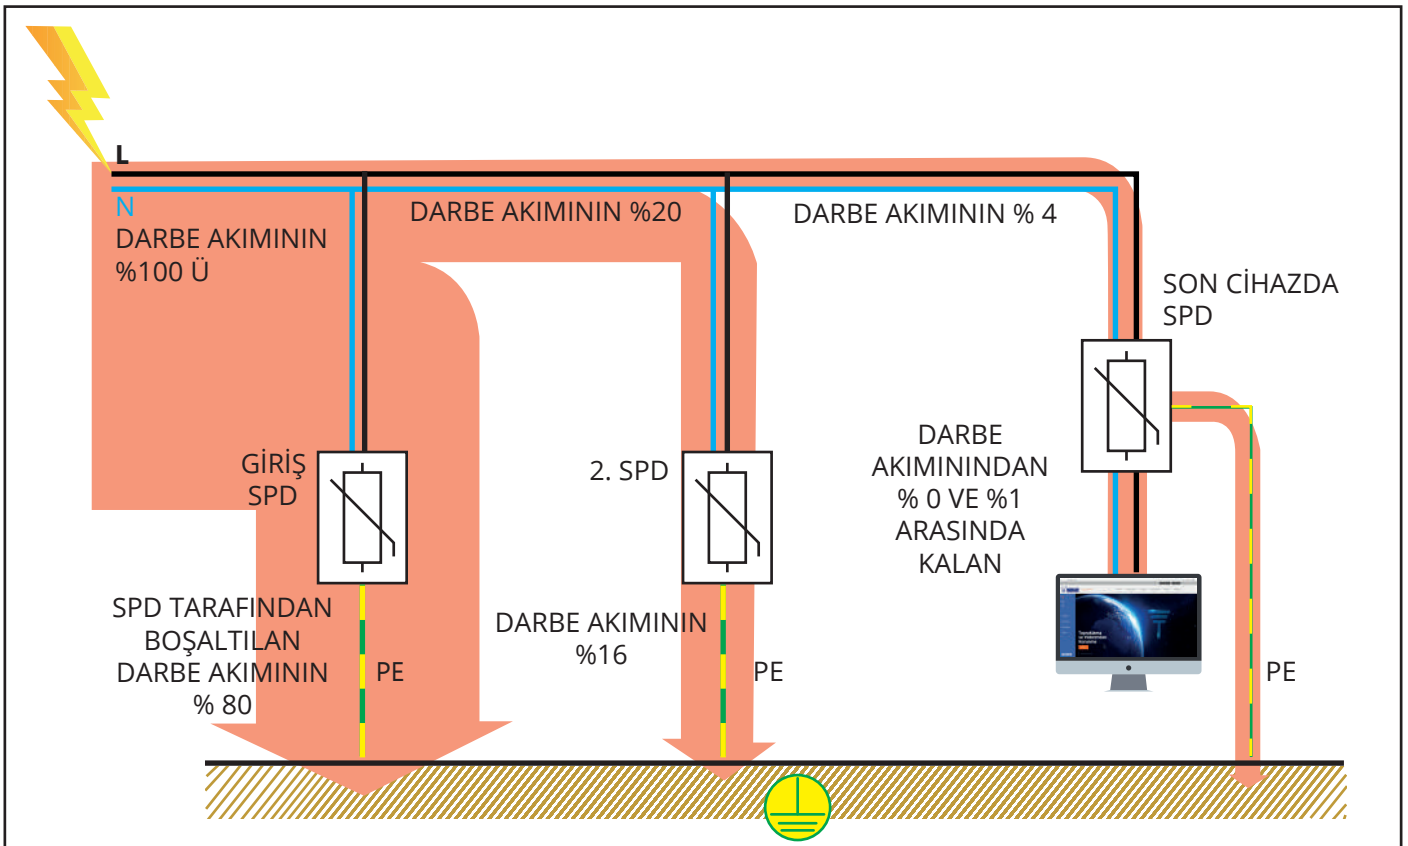 L
N
DARBE AKIMININ
%100 Ü
DARBE AKIMININ %20
DARBE AKIMININ % 4
SON CİHAZDA
SPD
GİRİŞ
SPD
2. SPD
DARBE
AKIMININDAN
% 0 VE %1
ARASINDA
KALAN
SPD TARAFINDAN
BOŞALTILAN
DARBE AKIMININ
% 80
PE
DARBE AKIMININ
%16
PE
PE